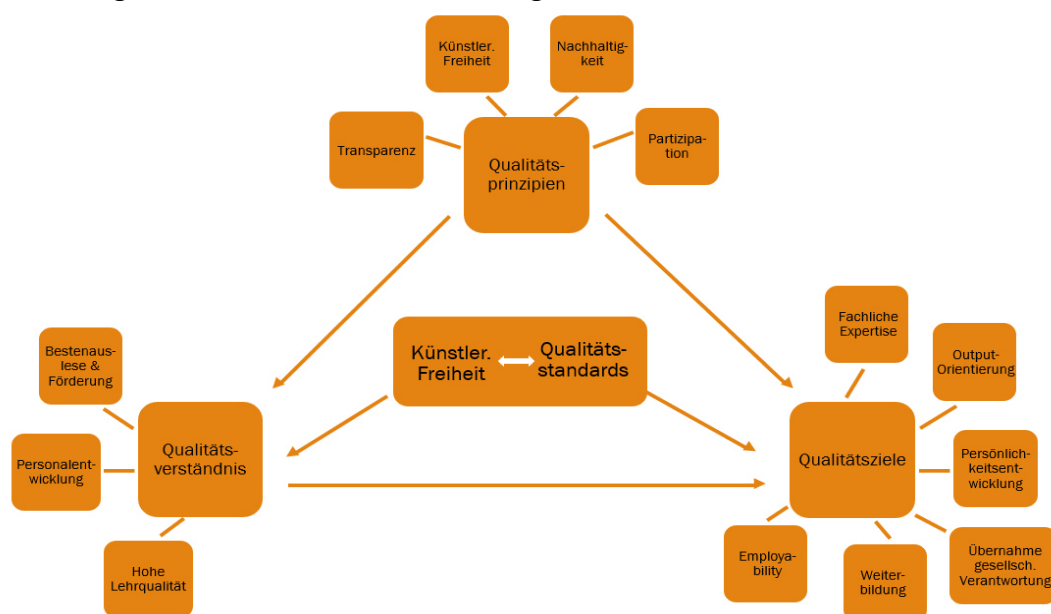 Künstler.
Freiheit
Nachhaltig-
keit
Transparenz
Partizipa-
tion
Qualitäts-
prinzipien
Künstler.
Freiheit
Qualitäts-
standards
Bestenaus-
lese &
Förderung
Personalent-
wicklung
Hohe
Lehrqualität
Qualitäts-
verständnis
Fachliche
Expertise
Output-
Orientierung
Persönlich-
keitsent-
wicklung
Qualitätsziele
Employa-
bility
Weiter-
bildung
Übernahme
gesellsch.
Verantwortung